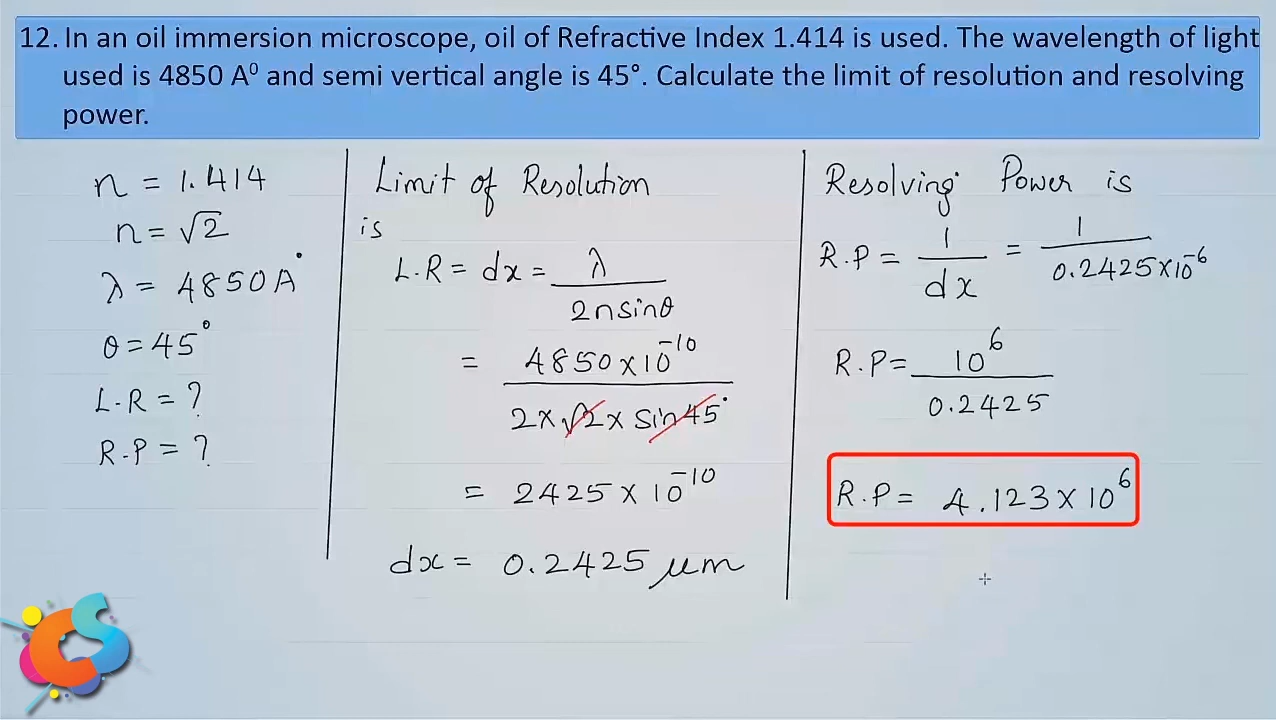 12. In an oil immersion microscope, oil of Refractive Index 1.414 is used. The wavelength of light
used is 4850 A⁰ and semi vertical angle is 45°. Calculate the limit of resolution and resolving
power.
n = 1.414
n = √2
λ = 4850 A°
θ = 45°
L.R = ?
R.P = ?
Limit of Resolution
is
L.R = dx = λ
2nsinθ
= 4850 x 10⁻¹⁰
2 x √2 x sin 45°
= 2425 x 10⁻¹⁰
dx = 0.2425 μm
Resolving Power is
R.P = 1 = 1
dx 0.2425 x 10⁻⁶
R.P = 10⁶
0.2425
R.P = 4.123 x 10⁶
CS